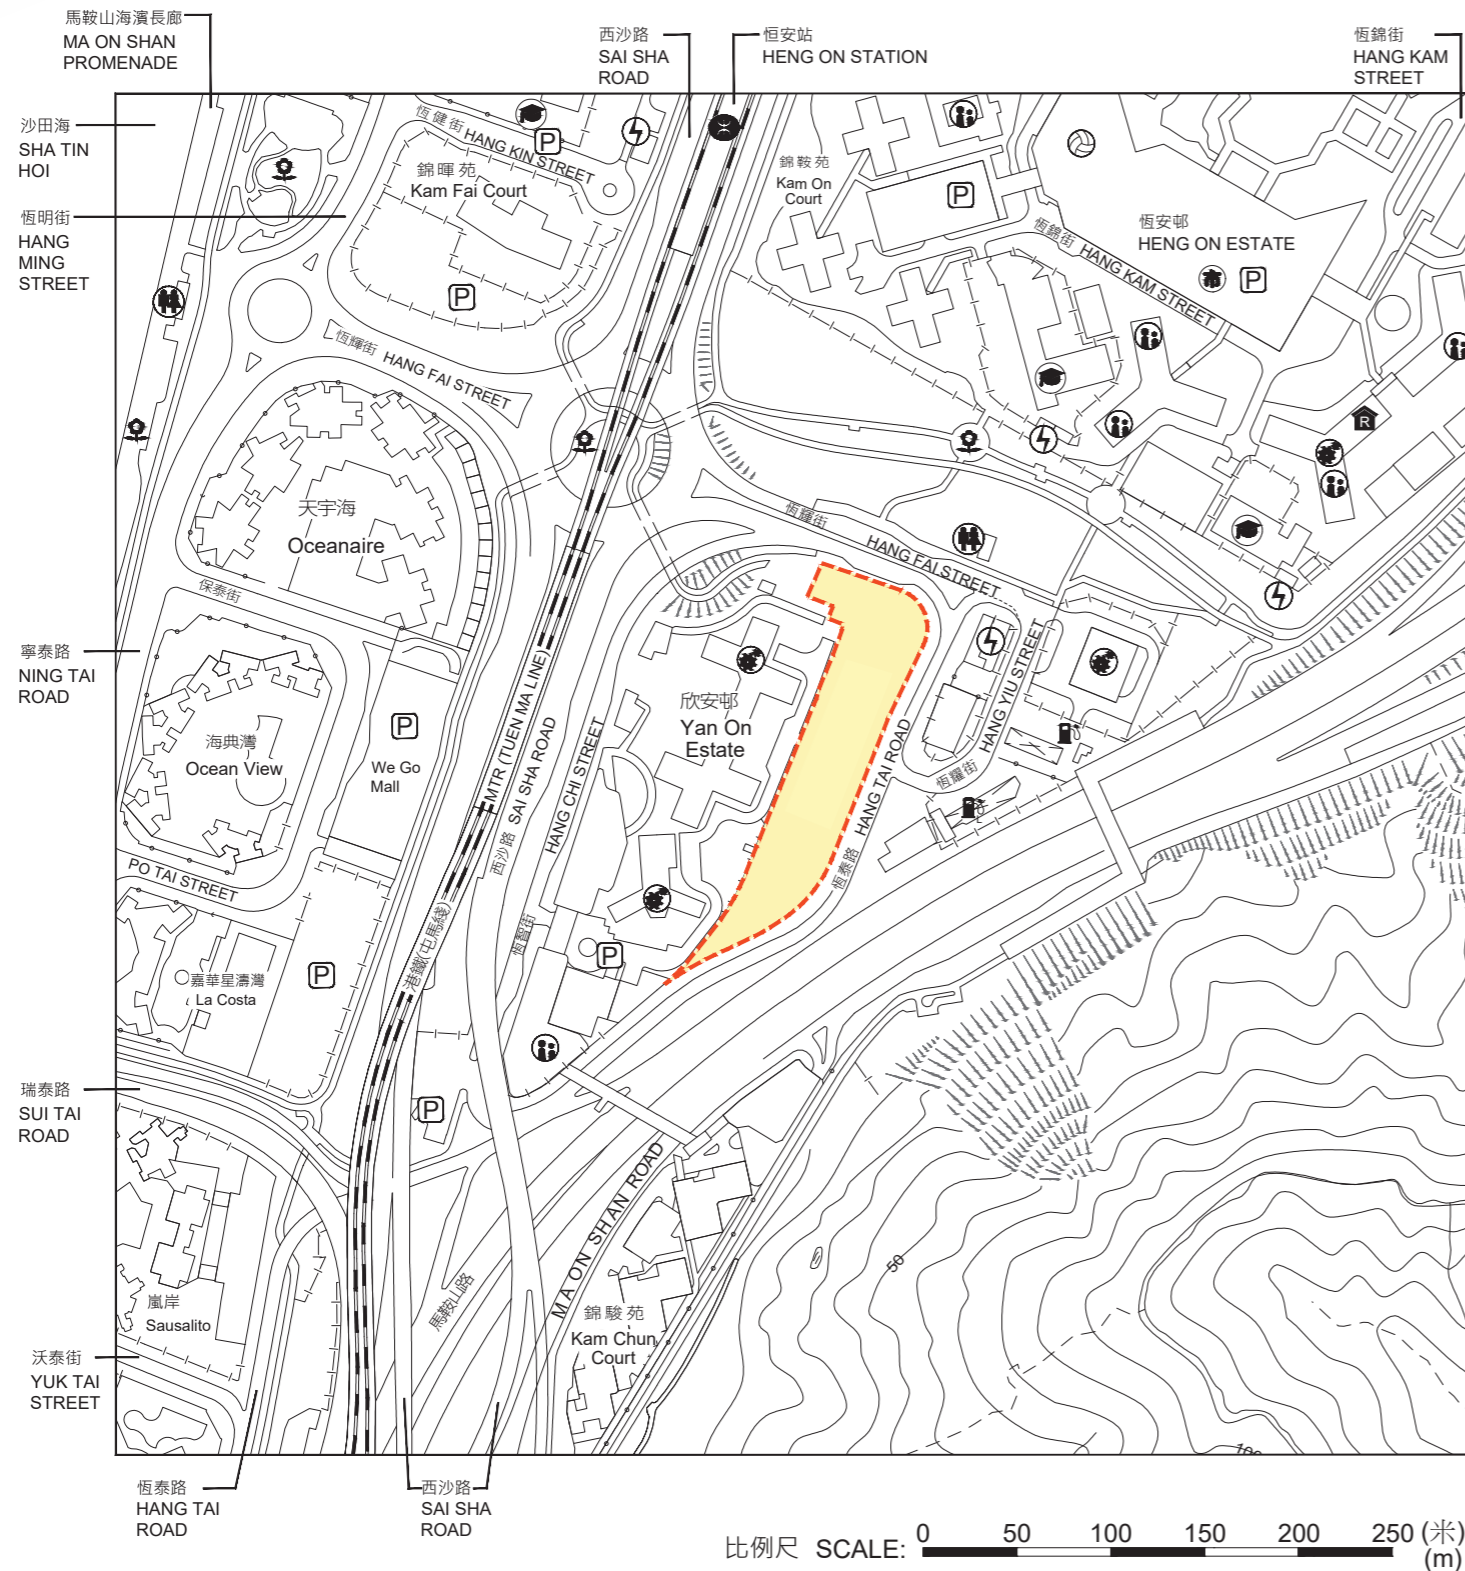 馬鞍山海濱長廊
MA ON SHAN
PROMENADE
西沙路
SAI SHA
ROAD
恒安站
HENG ON STATION
恆錦街
HANG KAM
STREET
沙田海
SHA TIN
HOI
恆明街
HANG
MING
STREET
恆健街 HANG KIN STREET
P
錦暉苑
Kam Fai Court
P
錦鞍苑
Kam On
Court
P
恆安邨
HENG ON ESTATE
市 P
恆錦街 HANG KAM STREET
恆輝街 HANG FAI STREET
R
天宇海
Oceanaire
恆輝街
HANG FAI STREET
保泰街
寧泰路
NING TAI
ROAD
海典灣
Ocean View
P
We Go
Mall
PO TAI STREET
港鐵(屯馬綫) MTR (TUEN MA LINE)
西沙路 SAI SHA ROAD
恆智街 HANG CHI STREET
欣安邨
Yan On
Estate
恆泰路 HANG TAI ROAD
HANG YIU STREET
恆耀街
P
嘉華星濤灣
La Costa
P
瑞泰路
SUI TAI
ROAD
P
馬鞍山路
MA ON SHAN ROAD
50
嵐岸
Sausalito
錦駿苑
Kam Chun
Court
沃泰街
YUK TAI
STREET
恆泰路
HANG TAI
ROAD
西沙路
SAI SHA
ROAD
比例尺 SCALE: 0 50 100 150 200 250 (米)
(m)